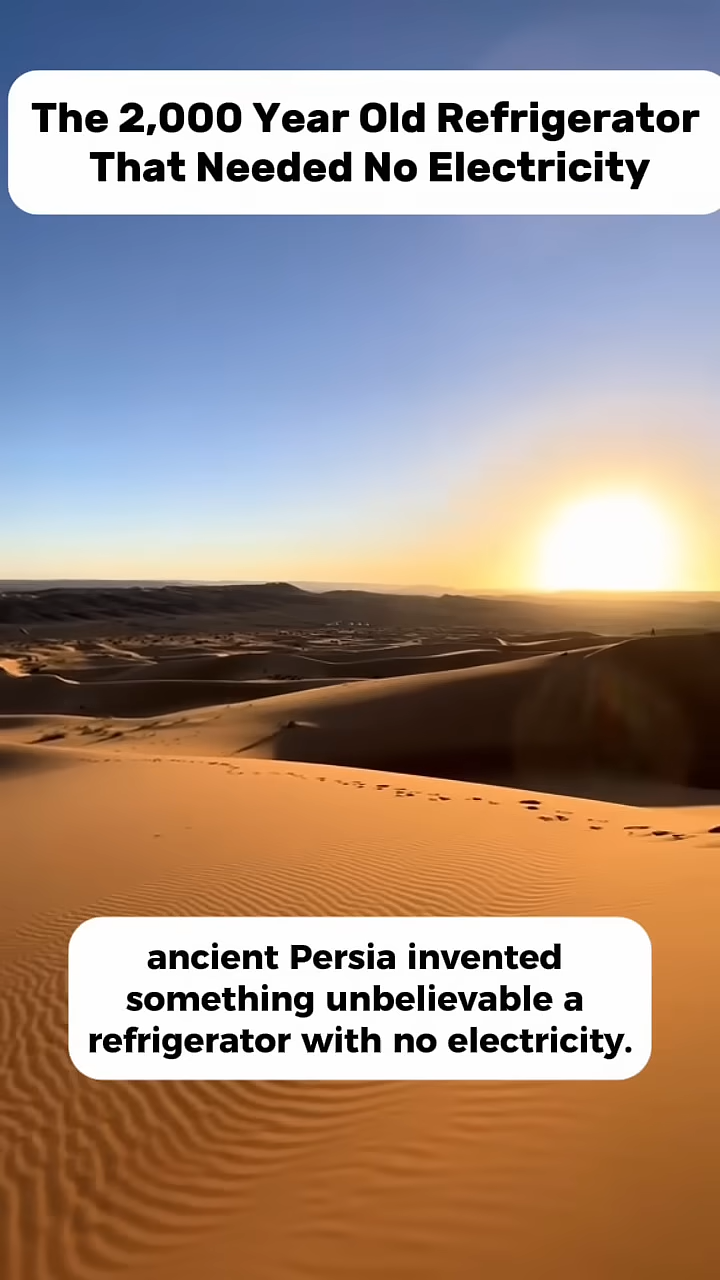 The 2,000 Year Old Refrigerator
That Needed No Electricity
ancient Persia invented
something unbelievable a
refrigerator with no electricity.